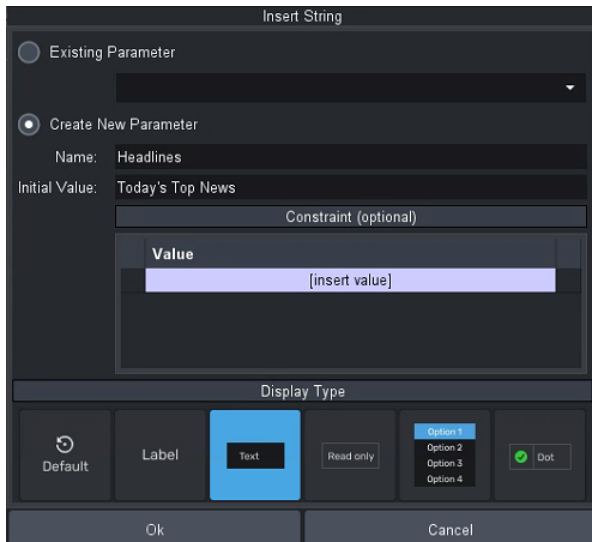 Insert String
Existing Parameter
Create New Parameter
Name: Headlines
Initial Value: Today's Top News
Constraint (optional)
Value
[insert value]
Display Type
Default
Label
Text
Read only
Option 1
Option 2
Option 3
Option 4
Dot
Ok Cancel